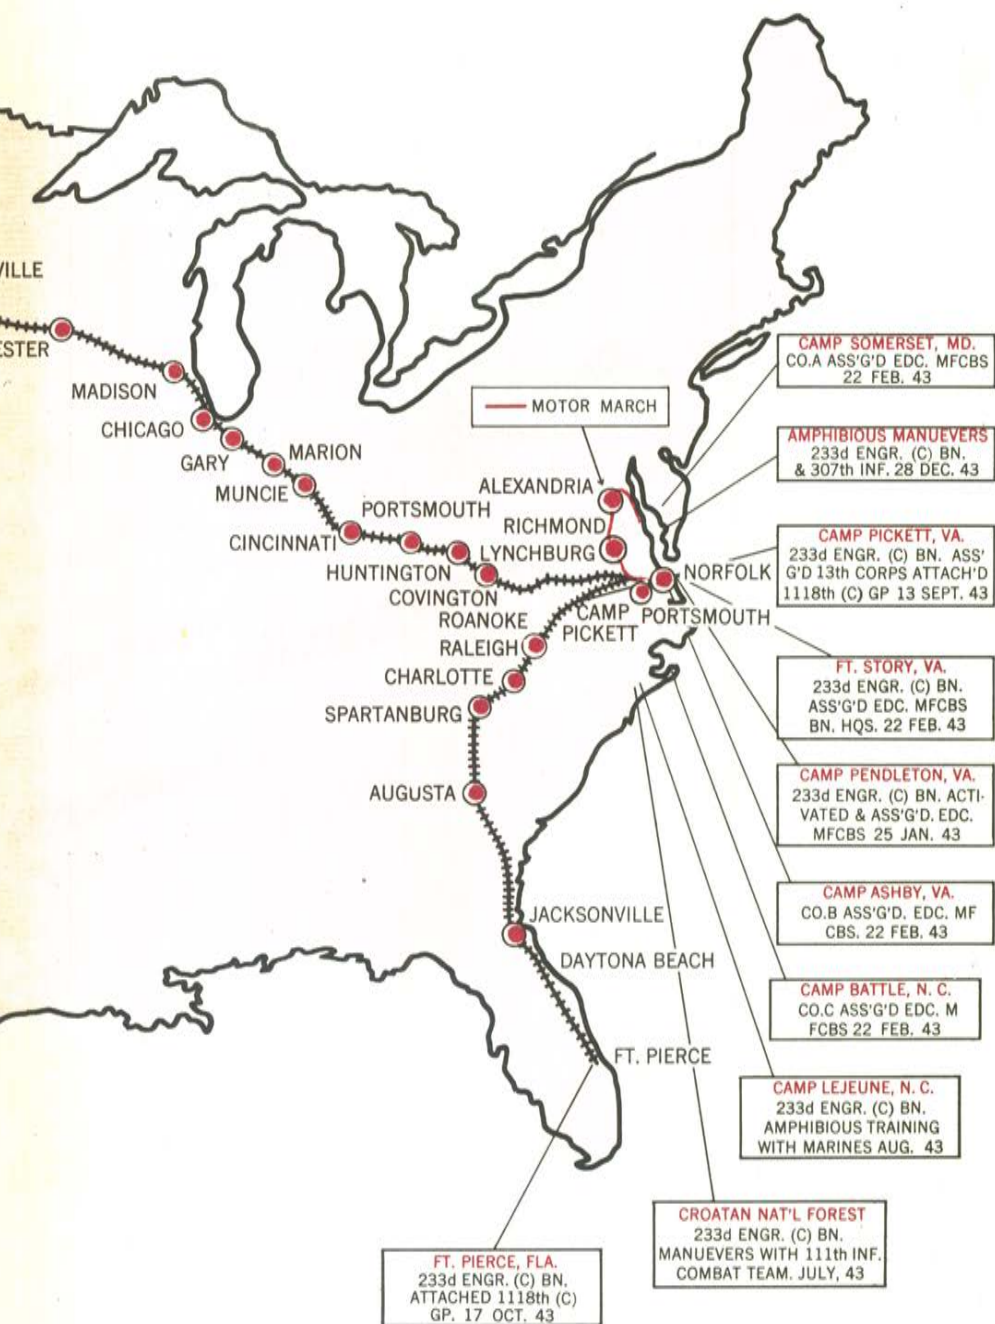 VILLE
ESTER
MADISON
CHICAGO
GARY
MARION
MUNCIE
PORTSMOUTH
CINCINNATI
HUNTINGTON
COVINGTON
ROANOKE
RALEIGH
CHARLOTTE
SPARTANBURG
AUGUSTA
JACKSONVILLE
DAYTONA BEACH
FT. PIERCE
MOTOR MARCH
ALEXANDRIA
RICHMOND
LYNCHBURG
NORFOLK
CAMP
PICKETT
PORTSMOUTH
CAMP SOMERSET, MD.
CO.A ASS'G'D EDC. MFCBS
22 FEB. 43
AMPHIBIOUS MANUEVERS
233d ENGR. (C) BN.
& 307th INF. 28 DEC. 43
CAMP PICKETT, VA.
233d ENGR. (C) BN. ASS'
G'D 13th CORPS ATTACH'D
1118th (C) GP 13 SEPT. 43
FT. STORY, VA.
233d ENGR. (C) BN.
ASS'G'D EDC. MFCBS
BN. HQS. 22 FEB. 43
CAMP PENDLETON, VA.
233d ENGR. (C) BN. ACTI-
VATED & ASS'G'D. EDC.
MFCBS 25 JAN. 43
CAMP ASHBY, VA.
CO.B ASS'G'D. EDC. MF
CBS. 22 FEB. 43
CAMP BATTLE, N. C.
CO.C ASS'G'D EDC. M
FCBS 22 FEB. 43
CAMP LEJEUNE, N. C.
233d ENGR. (C) BN.
AMPHIBIOUS TRAINING
WITH MARINES AUG. 43
CROATAN NAT'L FOREST
233d ENGR. (C) BN.
MANUEVERS WITH 111th INF.
COMBAT TEAM. JULY, 43
FT. PIERCE, FLA.
233d ENGR. (C) BN.
ATTACHED 1118th (C)
GP. 17 OCT. 43